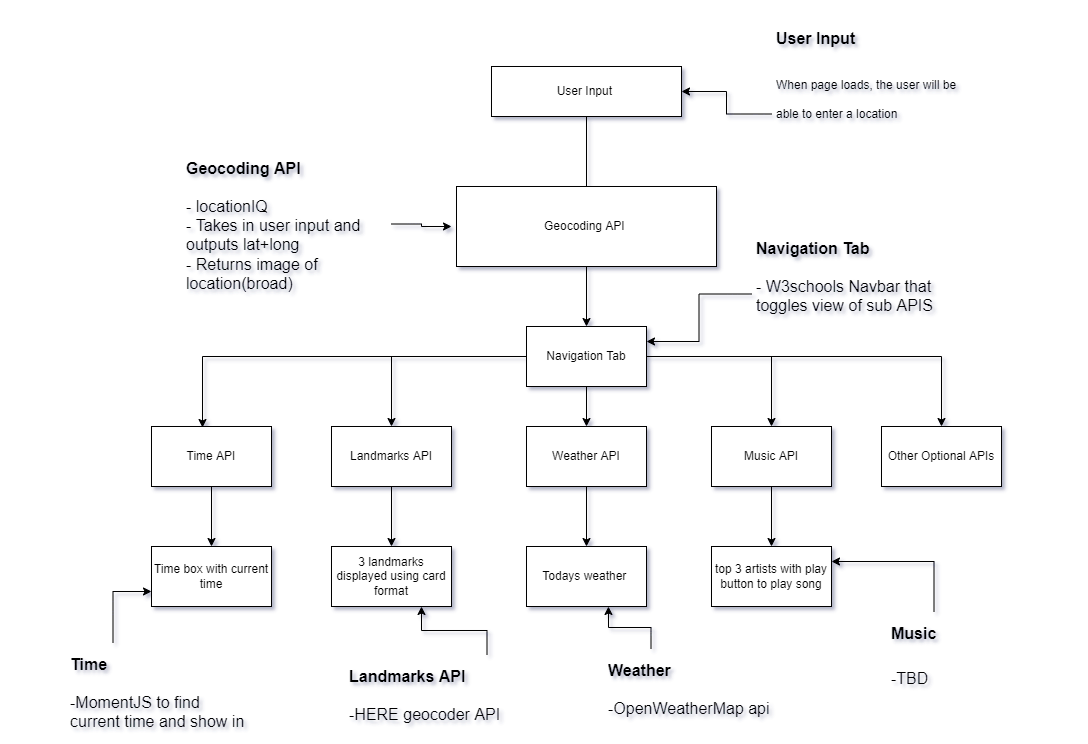 User Input
User Input
When page loads, the user will be
able to enter a location
Geocoding API
- locationIQ
- Takes in user input and
outputs lat+long
- Returns image of
location(broad)
Geocoding API
Navigation Tab
- W3schools Navbar that
toggles view of sub APIS
Navigation Tab
Time API
Landmarks API
Weather API
Music API
Other Optional APIs
Time box with current
time
3 landmarks
displayed using card
format
Todays weather
top 3 artists with play
button to play song
Time
-MomentJS to find
current time and show in
Landmarks API
-HERE geocoder API
Weather
-OpenWeatherMap api
Music
-TBD